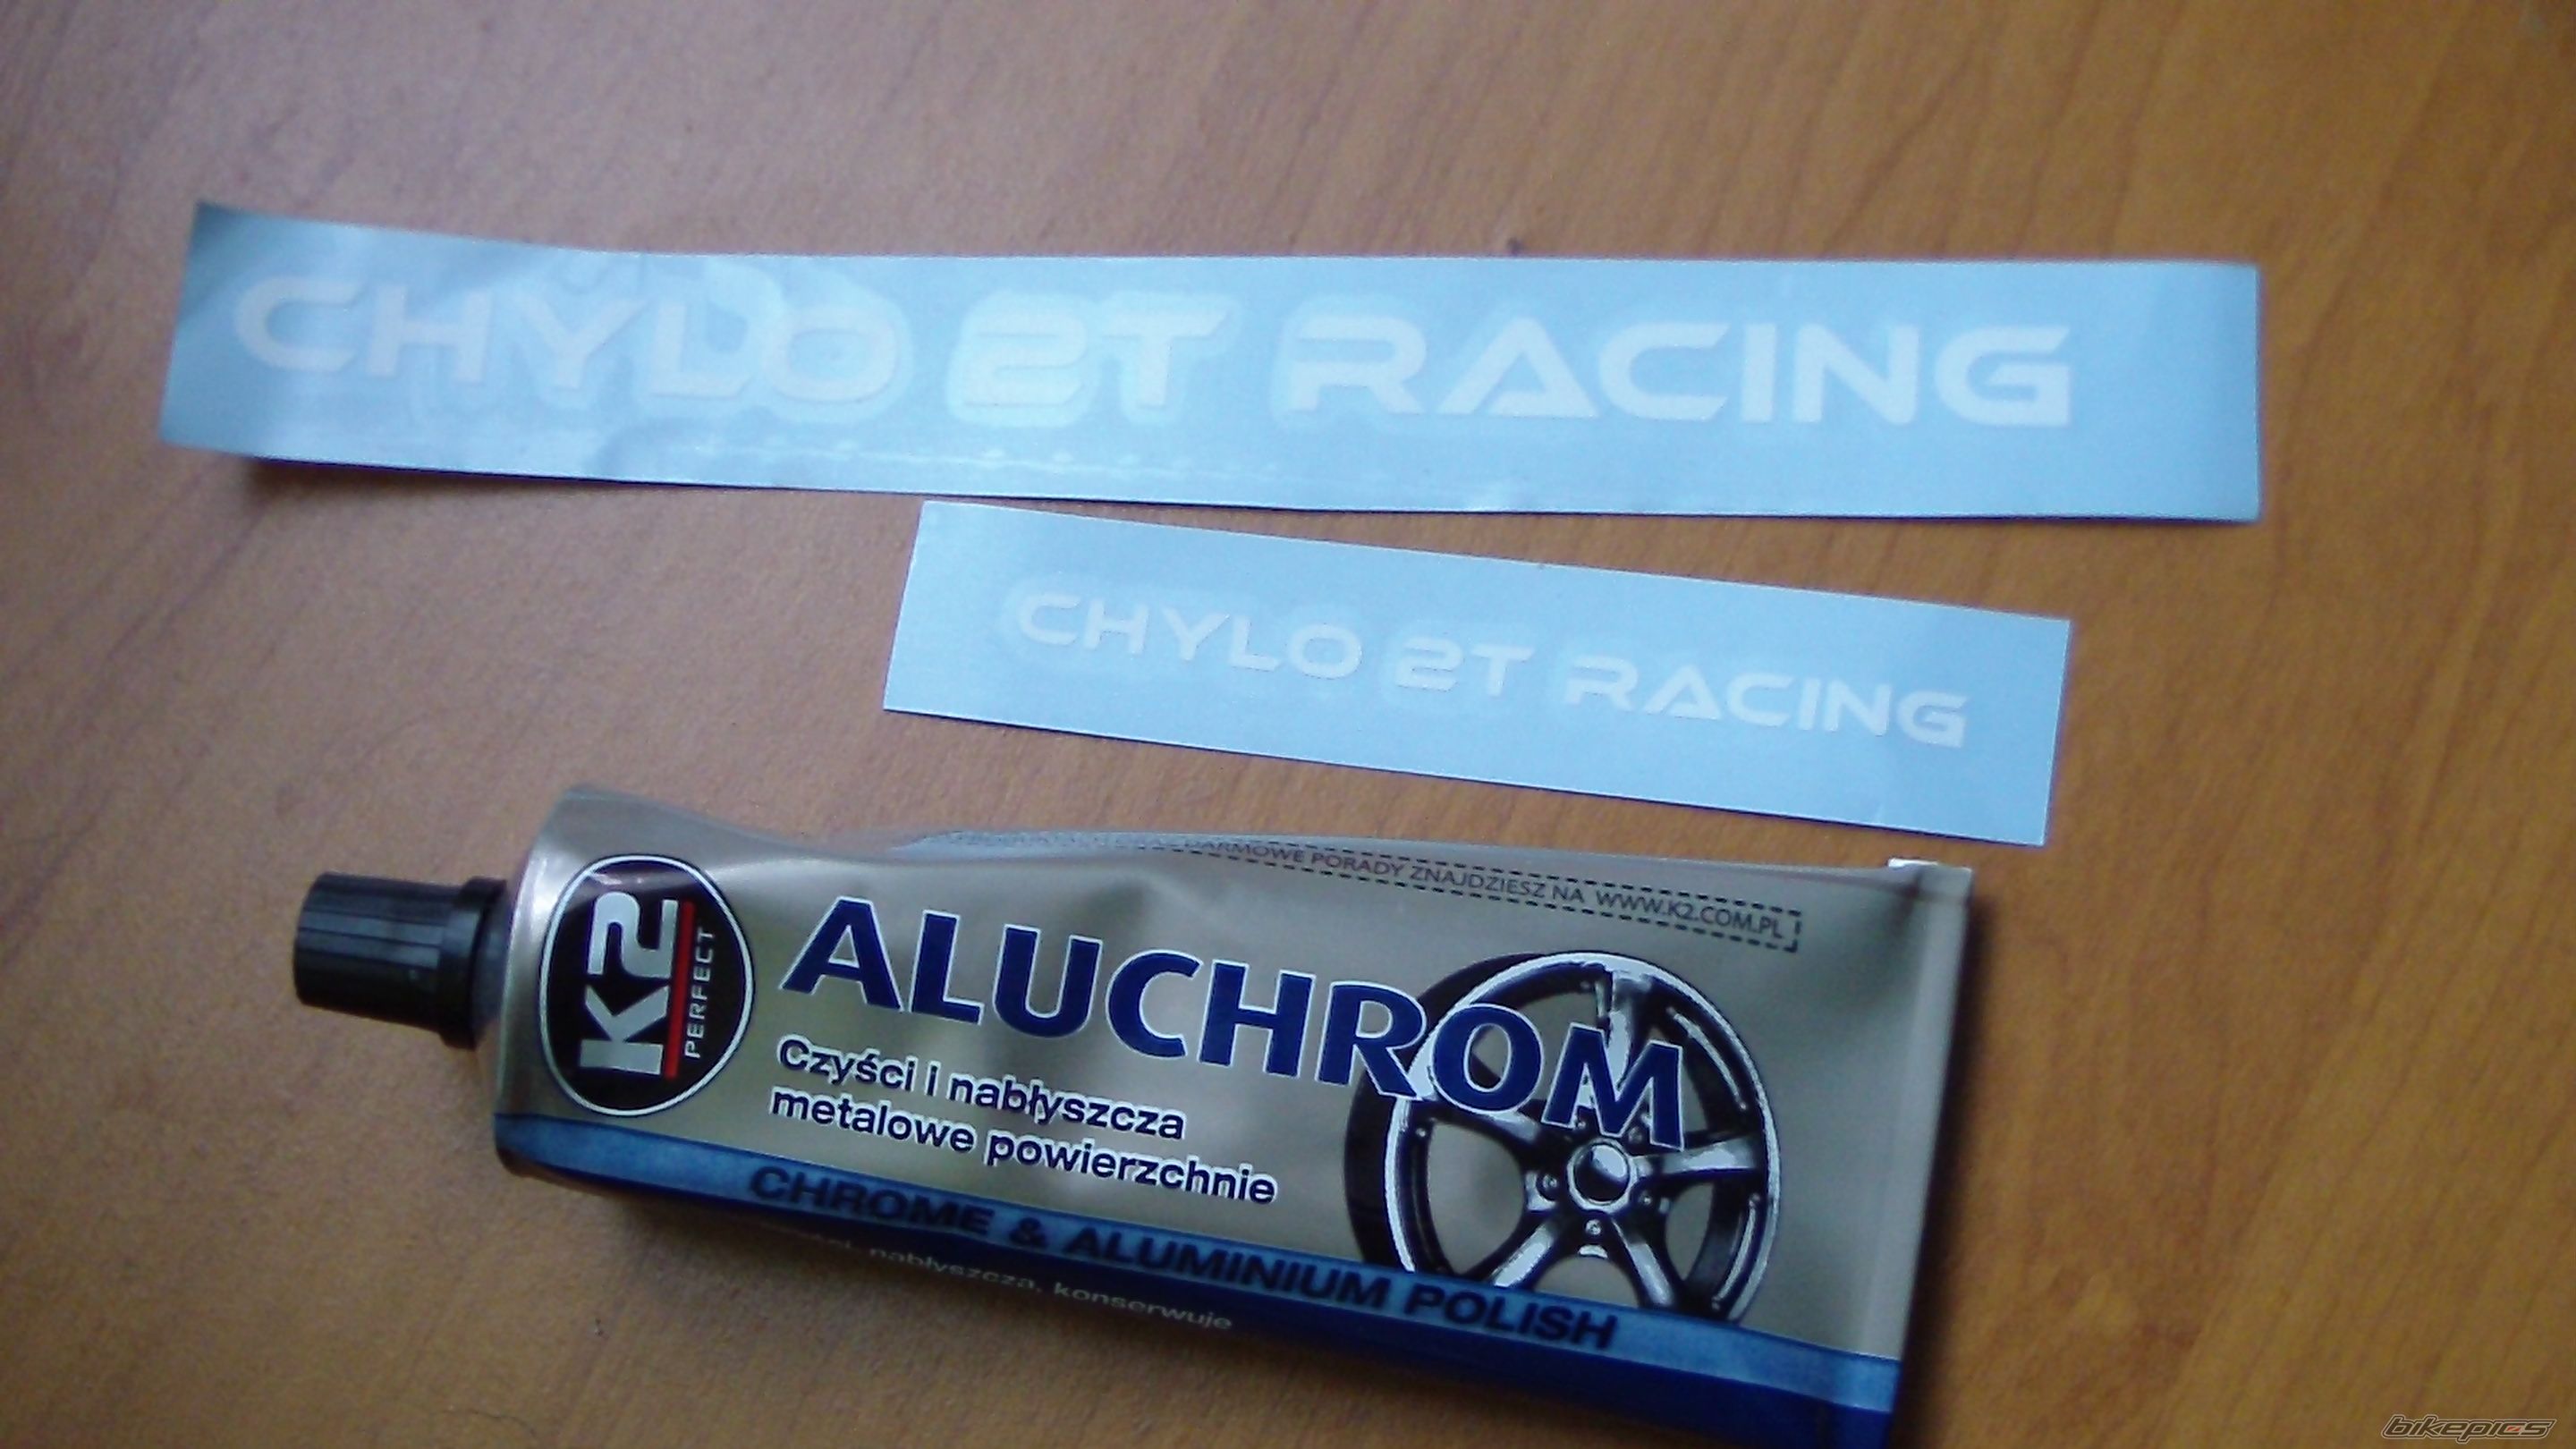 CHYLO 2T RACING
CHYLO 2T RACING
DARMOWE PORADY ZNAJDZIESZ NA WWW.K2.COM.PL
K2
PERFECT
ALUCHROM
Czyści i nabłyszcza
metalowe powierzchnie
CHROME & ALUMINIUM POLISH
nabłyszcza, konserwuje
bikepics